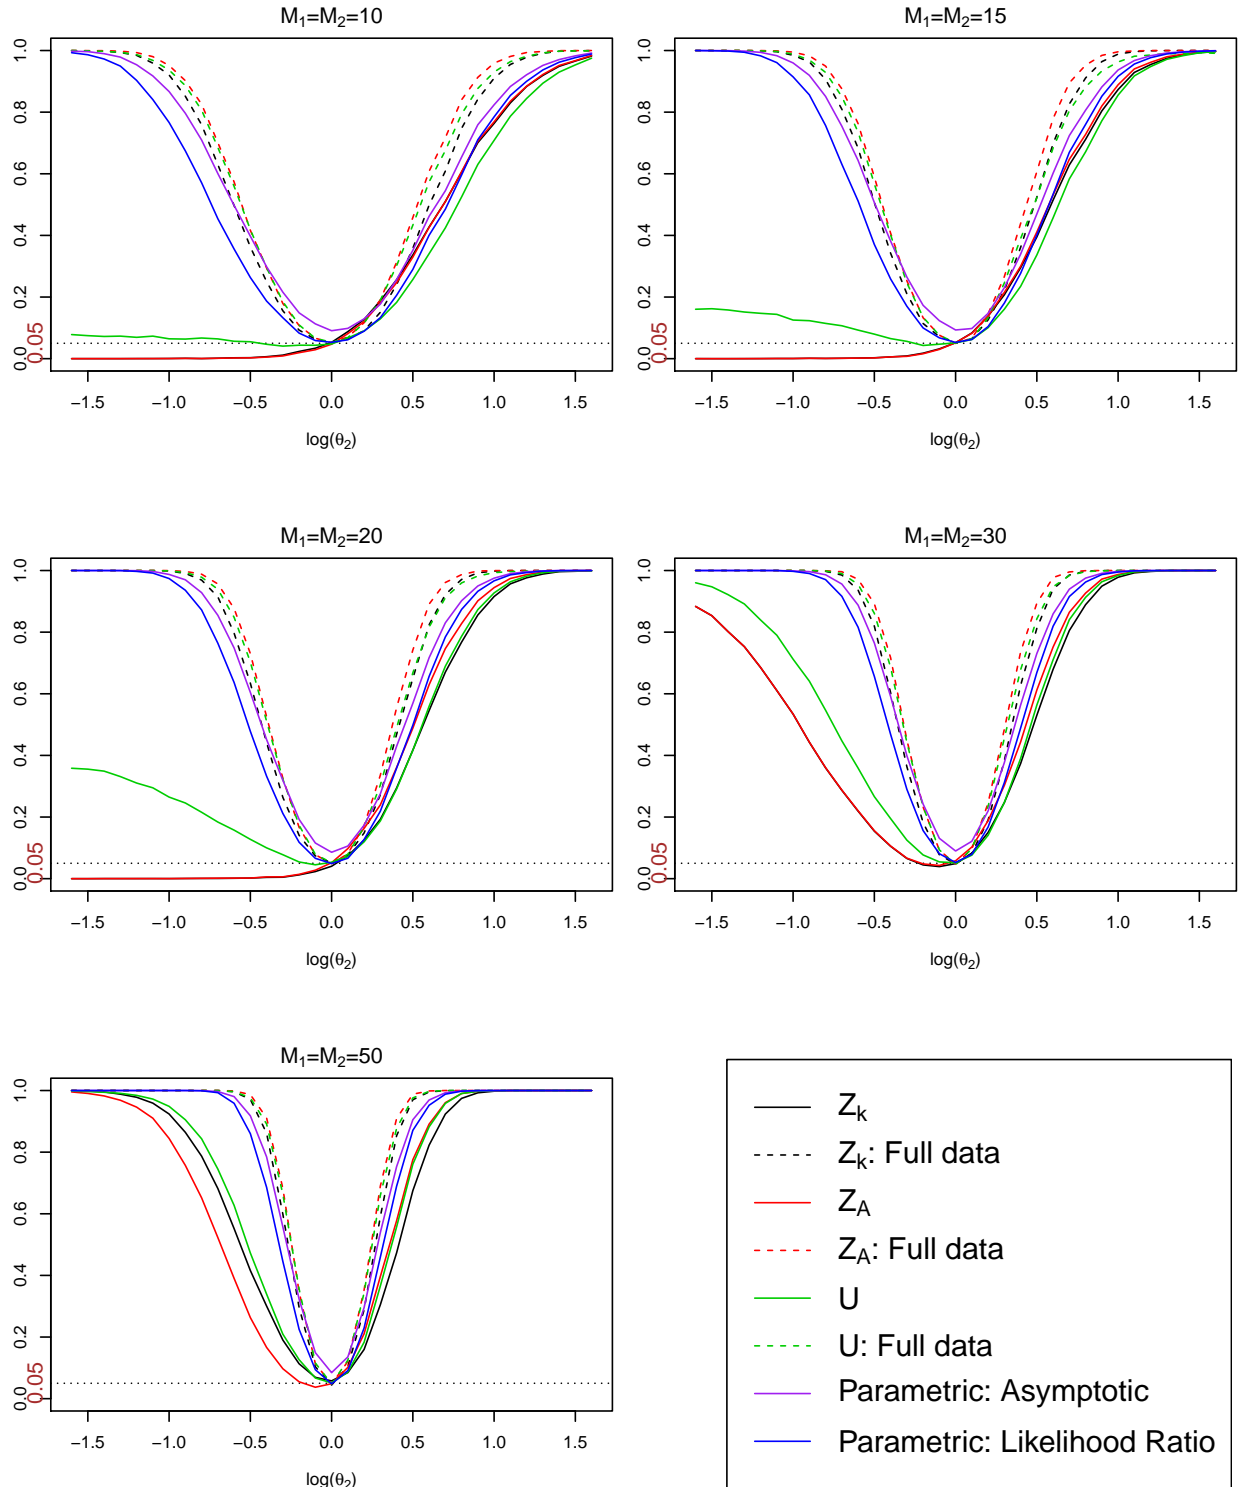 M₁=M₂=10
1.0
0.8
0.6
0.4
0.2
0.0
0.05
−1.5 −1.0 −0.5 0.0 0.5 1.0 1.5
log(θ₂)
M₁=M₂=15
1.0
0.8
0.6
0.4
0.2
0.0
0.05
−1.5 −1.0 −0.5 0.0 0.5 1.0 1.5
log(θ₂)
M₁=M₂=20
1.0
0.8
0.6
0.4
0.2
0.0
0.05
−1.5 −1.0 −0.5 0.0 0.5 1.0 1.5
log(θ₂)
M₁=M₂=30
1.0
0.8
0.6
0.4
0.2
0.0
0.05
−1.5 −1.0 −0.5 0.0 0.5 1.0 1.5
log(θ₂)
M₁=M₂=50
1.0
0.8
0.6
0.4
0.2
0.0
0.05
−1.5 −1.0 −0.5 0.0 0.5 1.0 1.5
log(θ₂)
Zₖ
Zₖ: Full data
Z_A
Z_A: Full data
U
U: Full data
Parametric: Asymptotic
Parametric: Likelihood Ratio